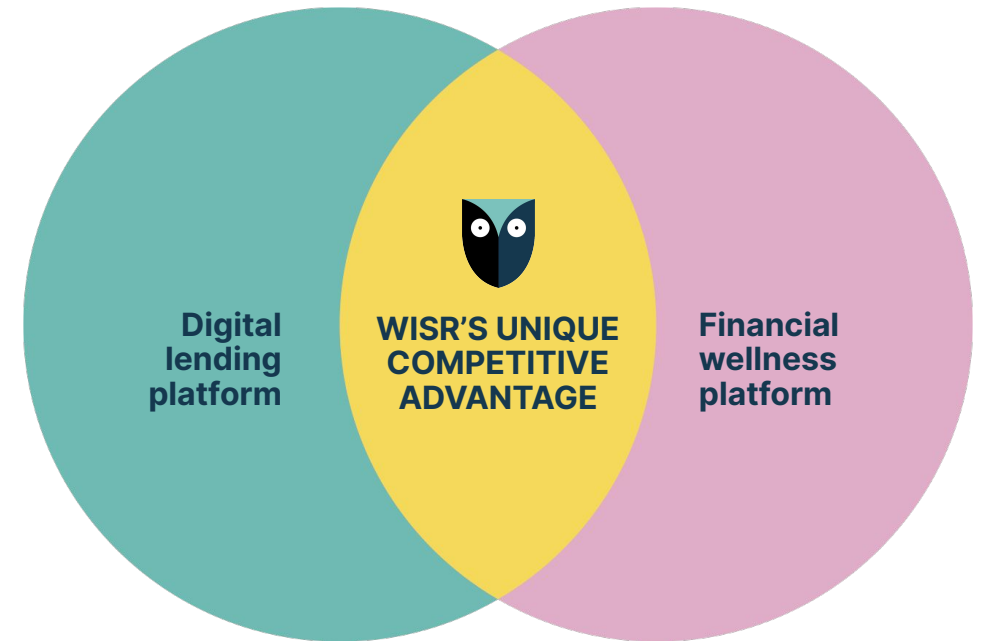 Digital
lending
platform
WISR’S UNIQUE
COMPETITIVE
ADVANTAGE
Financial
wellness
platform